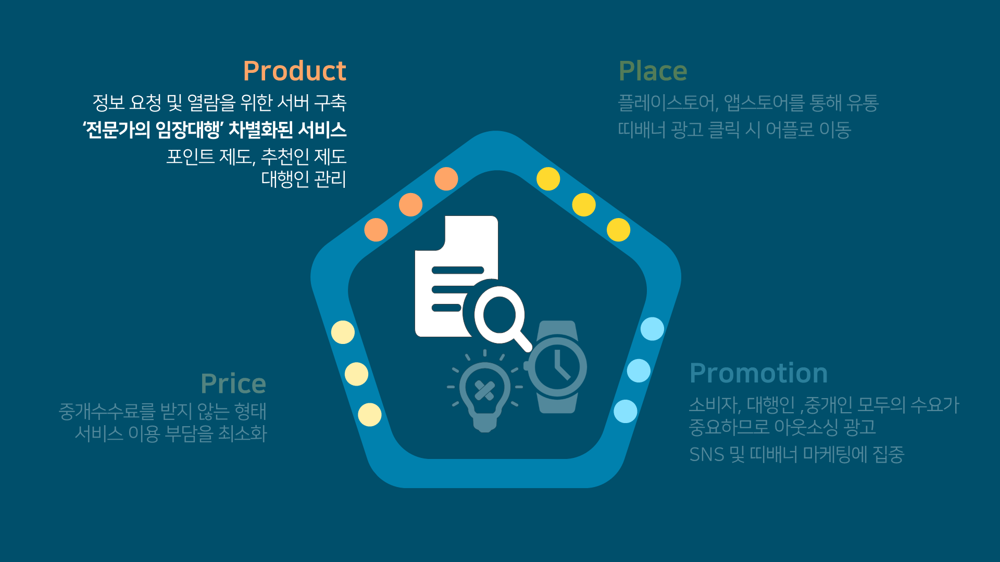 Product
정보 요청 및 열람을 위한 서버 구축
‘전문가의 임장대행’ 차별화된 서비스
포인트 제도, 추천인 제도
대행인 관리
Place
플레이스토어, 앱스토어를 통해 유통
띠배너 광고 클릭 시 어플로 이동
Price
중개수수료를 받지 않는 형태
서비스 이용 부담을 최소화
Promotion
소비자, 대행인 ,중개인 모두의 수요가
중요하므로 아웃소싱 광고
SNS 및 띠배너 마케팅에 집중